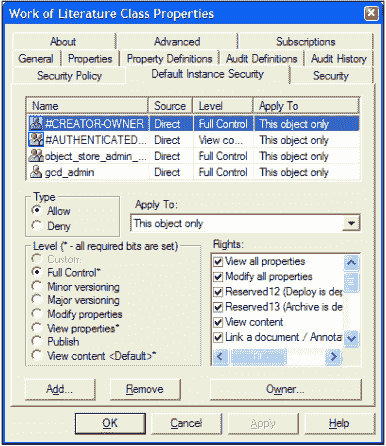 Work of Literature Class Properties
About Advanced Subscriptions
General Properties Property Definitions Audit Definitions Audit History
Security Policy Default Instance Security Security
Name Source Level Apply To
#CREATOR-OWNER Direct Full Control This object only
#AUTHENTICATED... Direct View co... This object only
object_store_admin_... Direct Full Control This object only
gcd_admin Direct Full Control This object only
Type
Allow
Deny
Apply To:
This object only
Level (* - all required bits are set)
Custom
Full Control*
Minor versioning
Major versioning
Modify properties
View properties*
Publish
View content <Default>*
Rights:
View all properties
Modify all properties
Reserved12 (Deploy is dep
Reserved13 (Archive is dep
View content
Link a document / Annota
Add... Remove Owner...
OK Cancel Apply Help